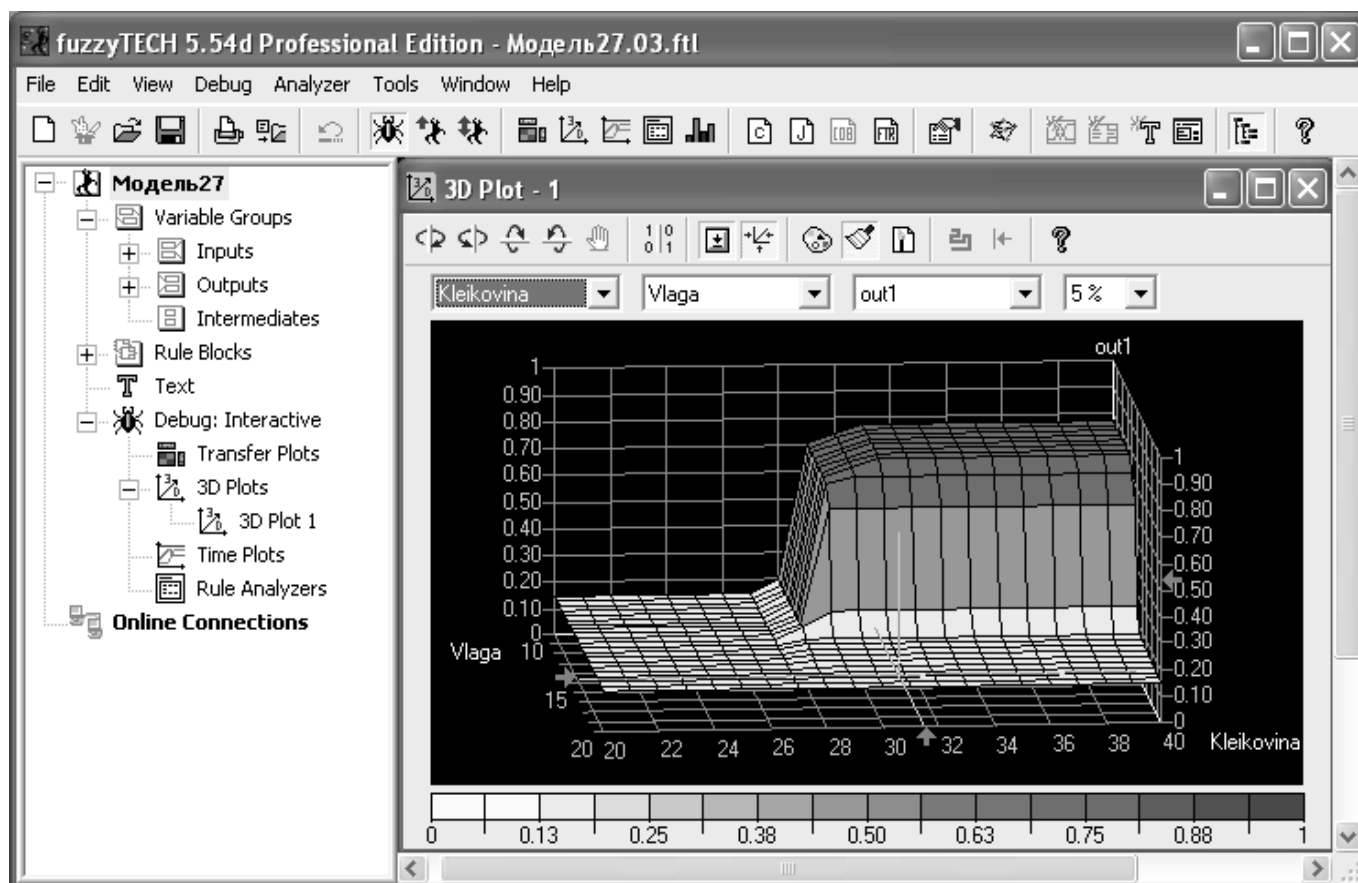 fuzzyTECH 5.54d Professional Edition - Модель27.03.ftl
File Edit View Debug Analyzer Tools Window Help
C J COB FTR T
Модель27
Variable Groups
Inputs
Outputs
Intermediates
Rule Blocks
T Text
Debug: Interactive
Transfer Plots
3D Plots
3D Plot 1
Time Plots
Rule Analyzers
Online Connections
3D Plot - 1
Kleikovina Vlaga out1 5 %
out1
1
0.90
0.80
0.70
0.60
0.50
0.40
0.30
0.20
0.10
0
Vlaga 10
15
20
20 22 24 26 28 30 32 34 36 38 40 Kleikovina
1
0.90
0.80
0.70
0.60
0.50
0.40
0.30
0.20
0.10
0
0 0.13 0.25 0.38 0.50 0.63 0.75 0.88 1